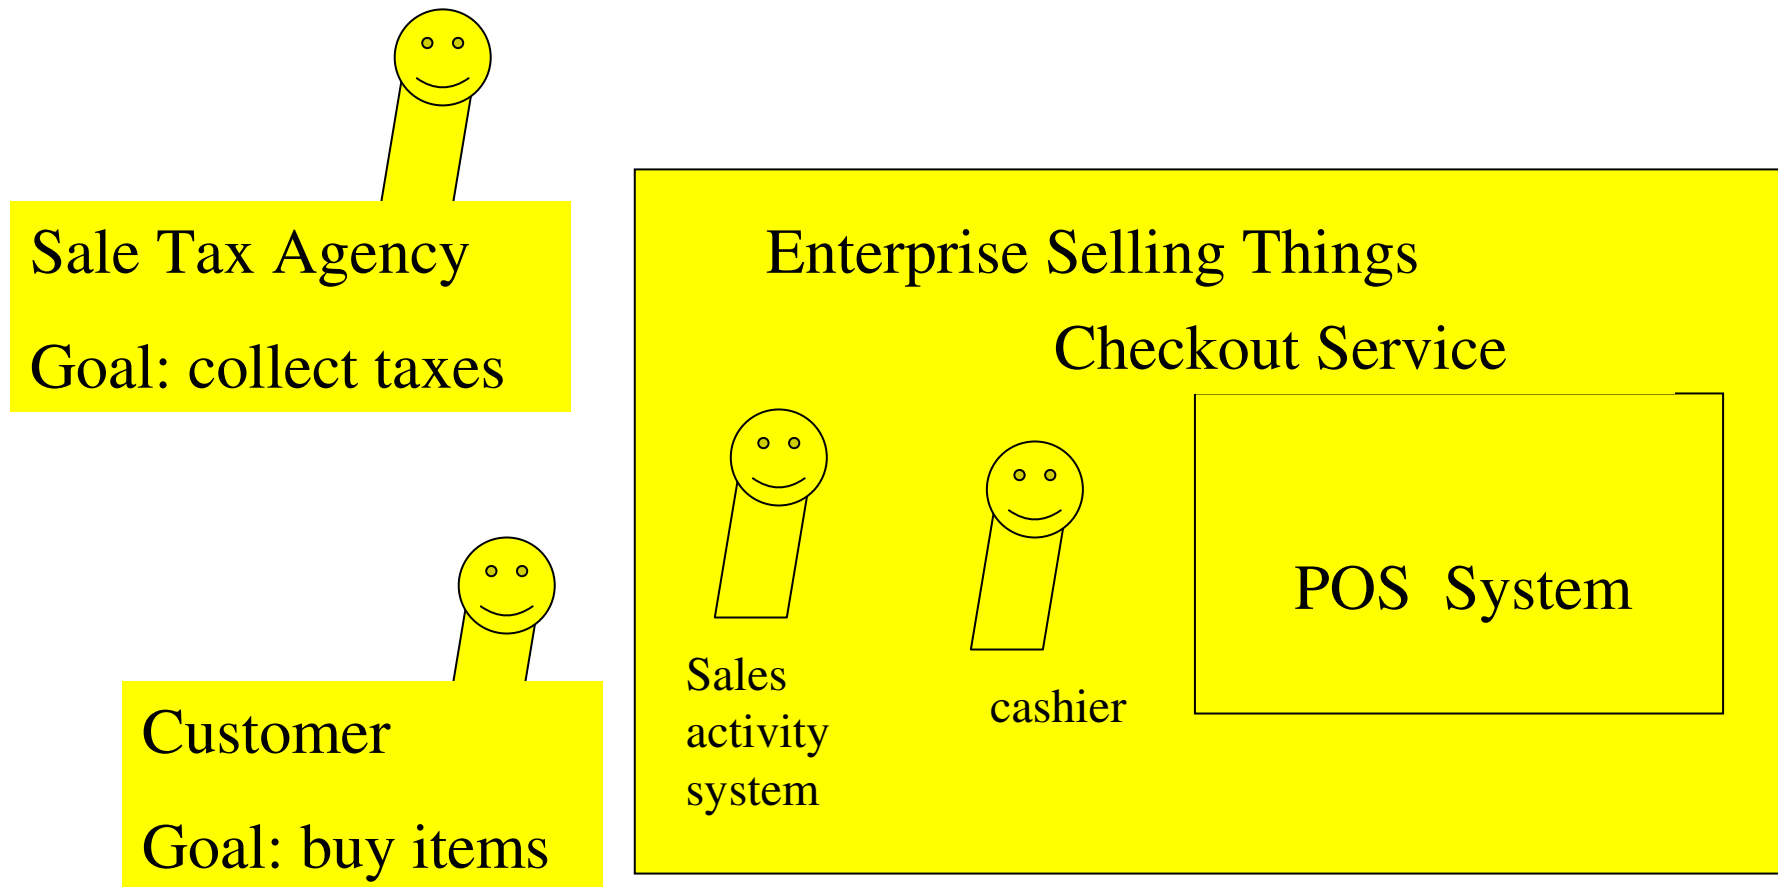 Sale Tax Agency
Goal: collect taxes
Enterprise Selling Things
Checkout Service
POS System
Sales
activity
system
cashier
Customer
Goal: buy items